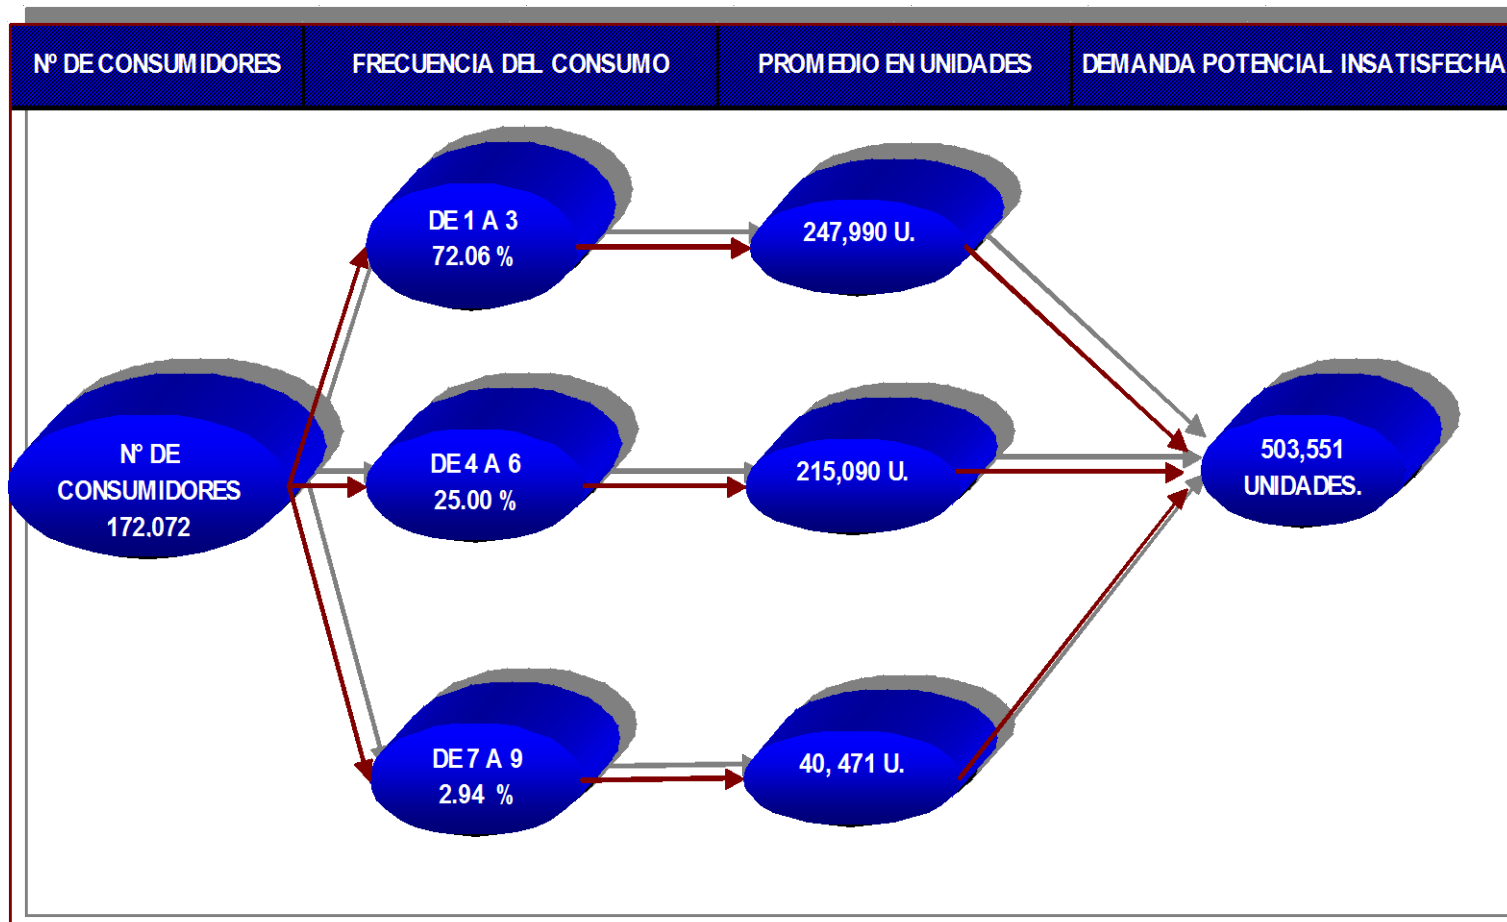 Nº DE CONSUMIDORES
FRECUENCIA DEL CONSUMO
PROMEDIO EN UNIDADES
DEMANDA POTENCIAL INSATISFECHA
DE 1 A 3
72.06 %
247,990 U.
N° DE
CONSUMIDORES
172,072
DE 4 A 6
25.00 %
215,090 U.
503,551
UNIDADES.
DE 7 A 9
2.94 %
40, 471 U.